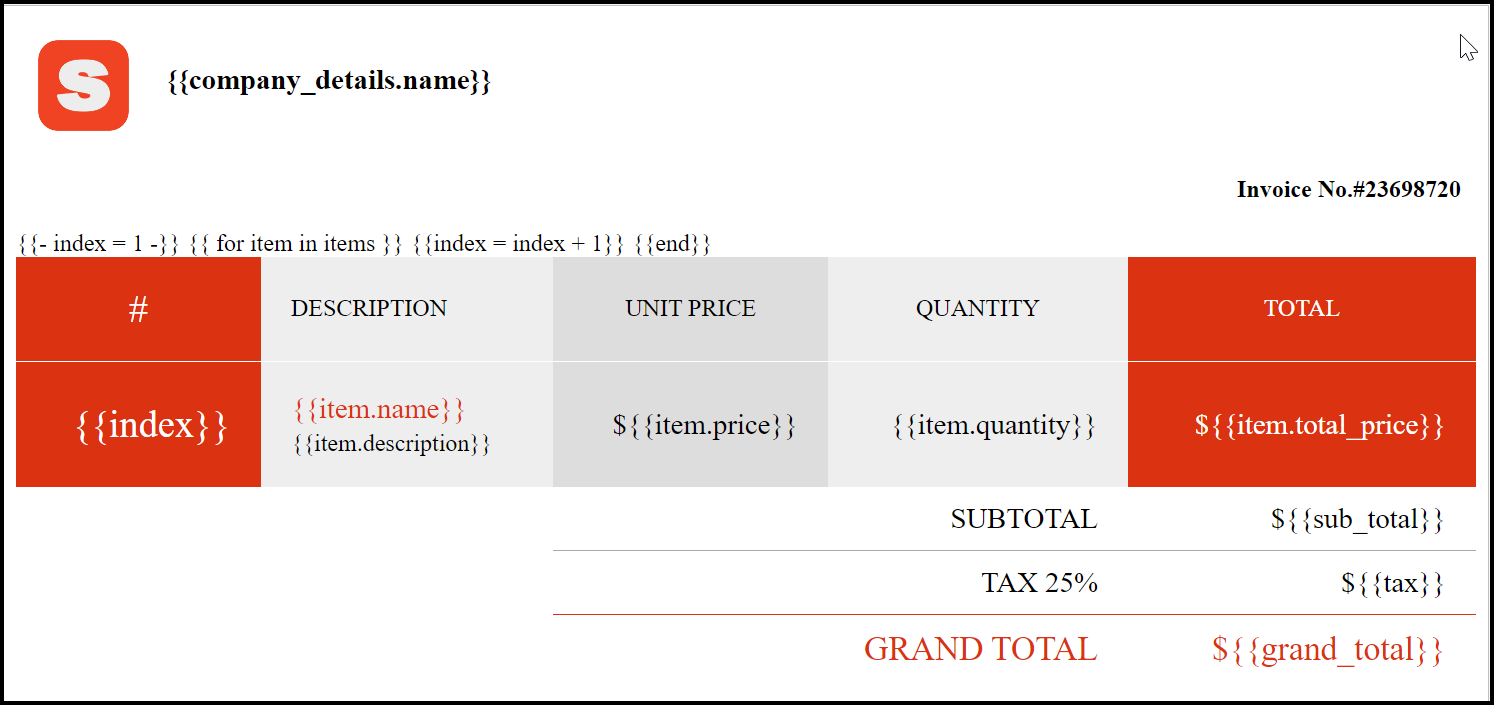 S
{{company_details.name}}
Invoice No.#23698720
{{- index = 1 -}} {{ for item in items }} {{index = index + 1}} {{end}}
# DESCRIPTION UNIT PRICE QUANTITY TOTAL
{{index}} {{item.name}} ${{item.price}} {{item.quantity}} ${{item.total_price}}
{{item.description}}
SUBTOTAL ${{sub_total}}
TAX 25% ${{tax}}
GRAND TOTAL ${{grand_total}}